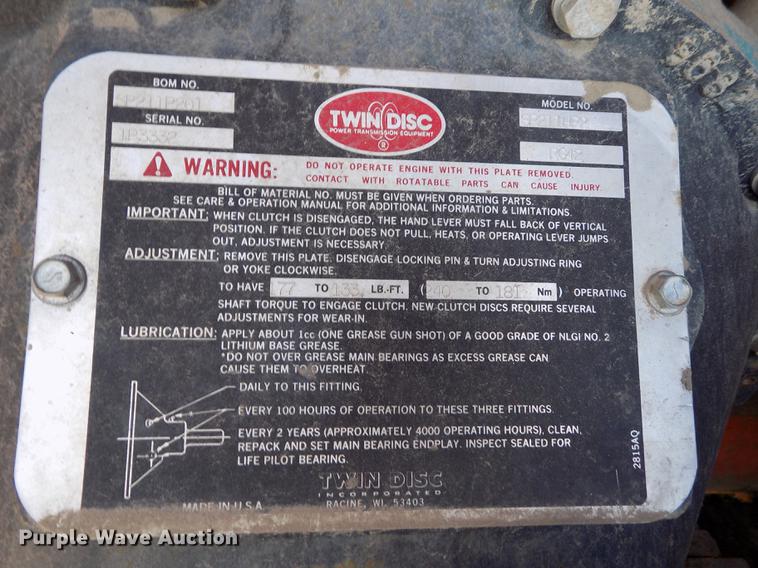 BOM NO.
SERIAL NO.
1P3332
TWIN DISC
POWER TRANSMISSION EQUIPMENT
®
MODEL NO.
WARNING:
DO NOT OPERATE ENGINE WITH THIS PLATE REMOVED.
CONTACT WITH ROTATABLE PARTS CAN CAUSE INJURY.
BILL OF MATERIAL NO. MUST BE GIVEN WHEN ORDERING PARTS.
SEE CARE & OPERATION MANUAL FOR ADDITIONAL INFORMATION & LIMITATIONS.
IMPORTANT: WHEN CLUTCH IS DISENGAGED, THE HAND LEVER MUST FALL BACK OF VERTICAL
POSITION. IF THE CLUTCH DOES NOT PULL, HEATS, OR OPERATING LEVER JUMPS
OUT, ADJUSTMENT IS NECESSARY.
ADJUSTMENT: REMOVE THIS PLATE. DISENGAGE LOCKING PIN & TURN ADJUSTING RING
OR YOKE CLOCKWISE.
TO HAVE 77 TO 133 LB.-FT. (240 TO 181 Nm) OPERATING
SHAFT TORQUE TO ENGAGE CLUTCH. NEW CLUTCH DISCS REQUIRE SEVERAL
ADJUSTMENTS FOR WEAR-IN.
LUBRICATION: APPLY ABOUT 1cc (ONE GREASE GUN SHOT) OF A GOOD GRADE OF NLGI NO. 2
LITHIUM BASE GREASE.
*DO NOT OVER GREASE MAIN BEARINGS AS EXCESS GREASE CAN
CAUSE THEM TO OVERHEAT.
DAILY TO THIS FITTING.
EVERY 100 HOURS OF OPERATION TO THESE THREE FITTINGS.
EVERY 2 YEARS (APPROXIMATELY 4000 OPERATING HOURS), CLEAN,
REPACK AND SET MAIN BEARING ENDPLAY. INSPECT SEALED FOR
LIFE PILOT BEARING.
TWIN DISC
INCORPORATED
RACINE, WI. 53403
MADE IN U.S.A.
2815AQ
Purple Wave Auction